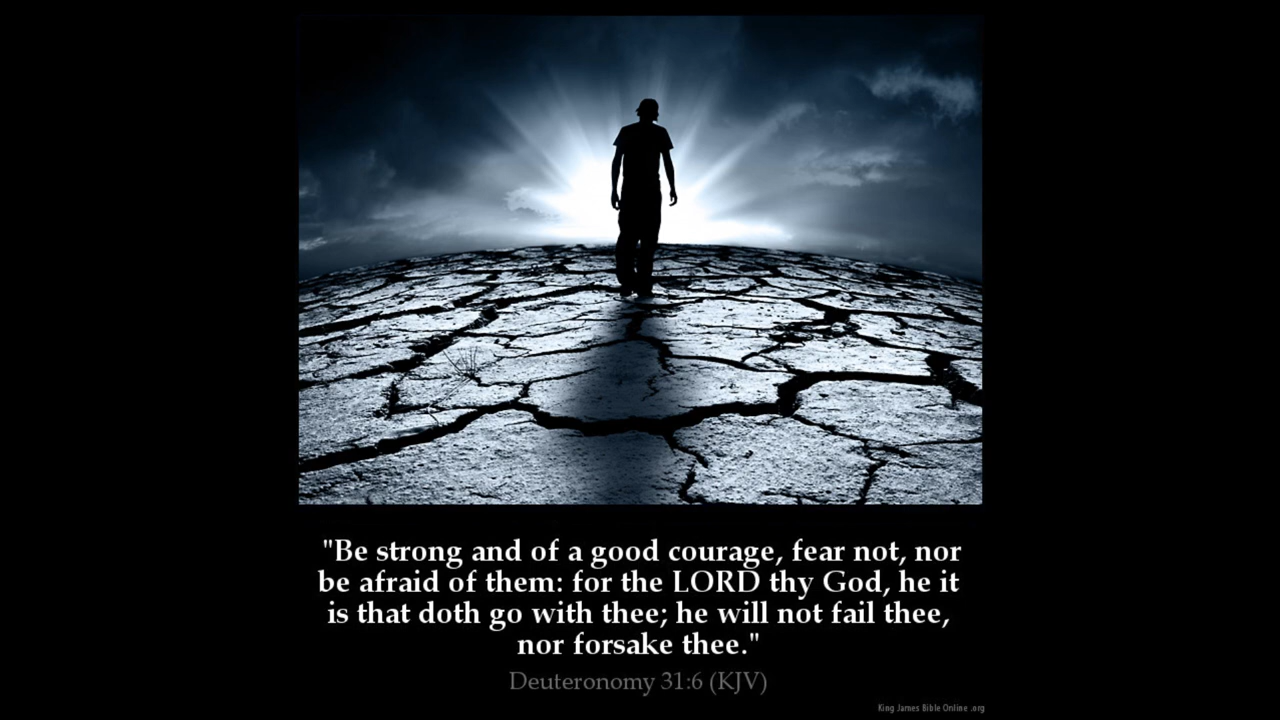 "Be strong and of a good courage, fear not, nor
be afraid of them: for the LORD thy God, he it
is that doth go with thee; he will not fail thee,
nor forsake thee."
Deuteronomy 31:6 (KJV)
King James Bible Online .org